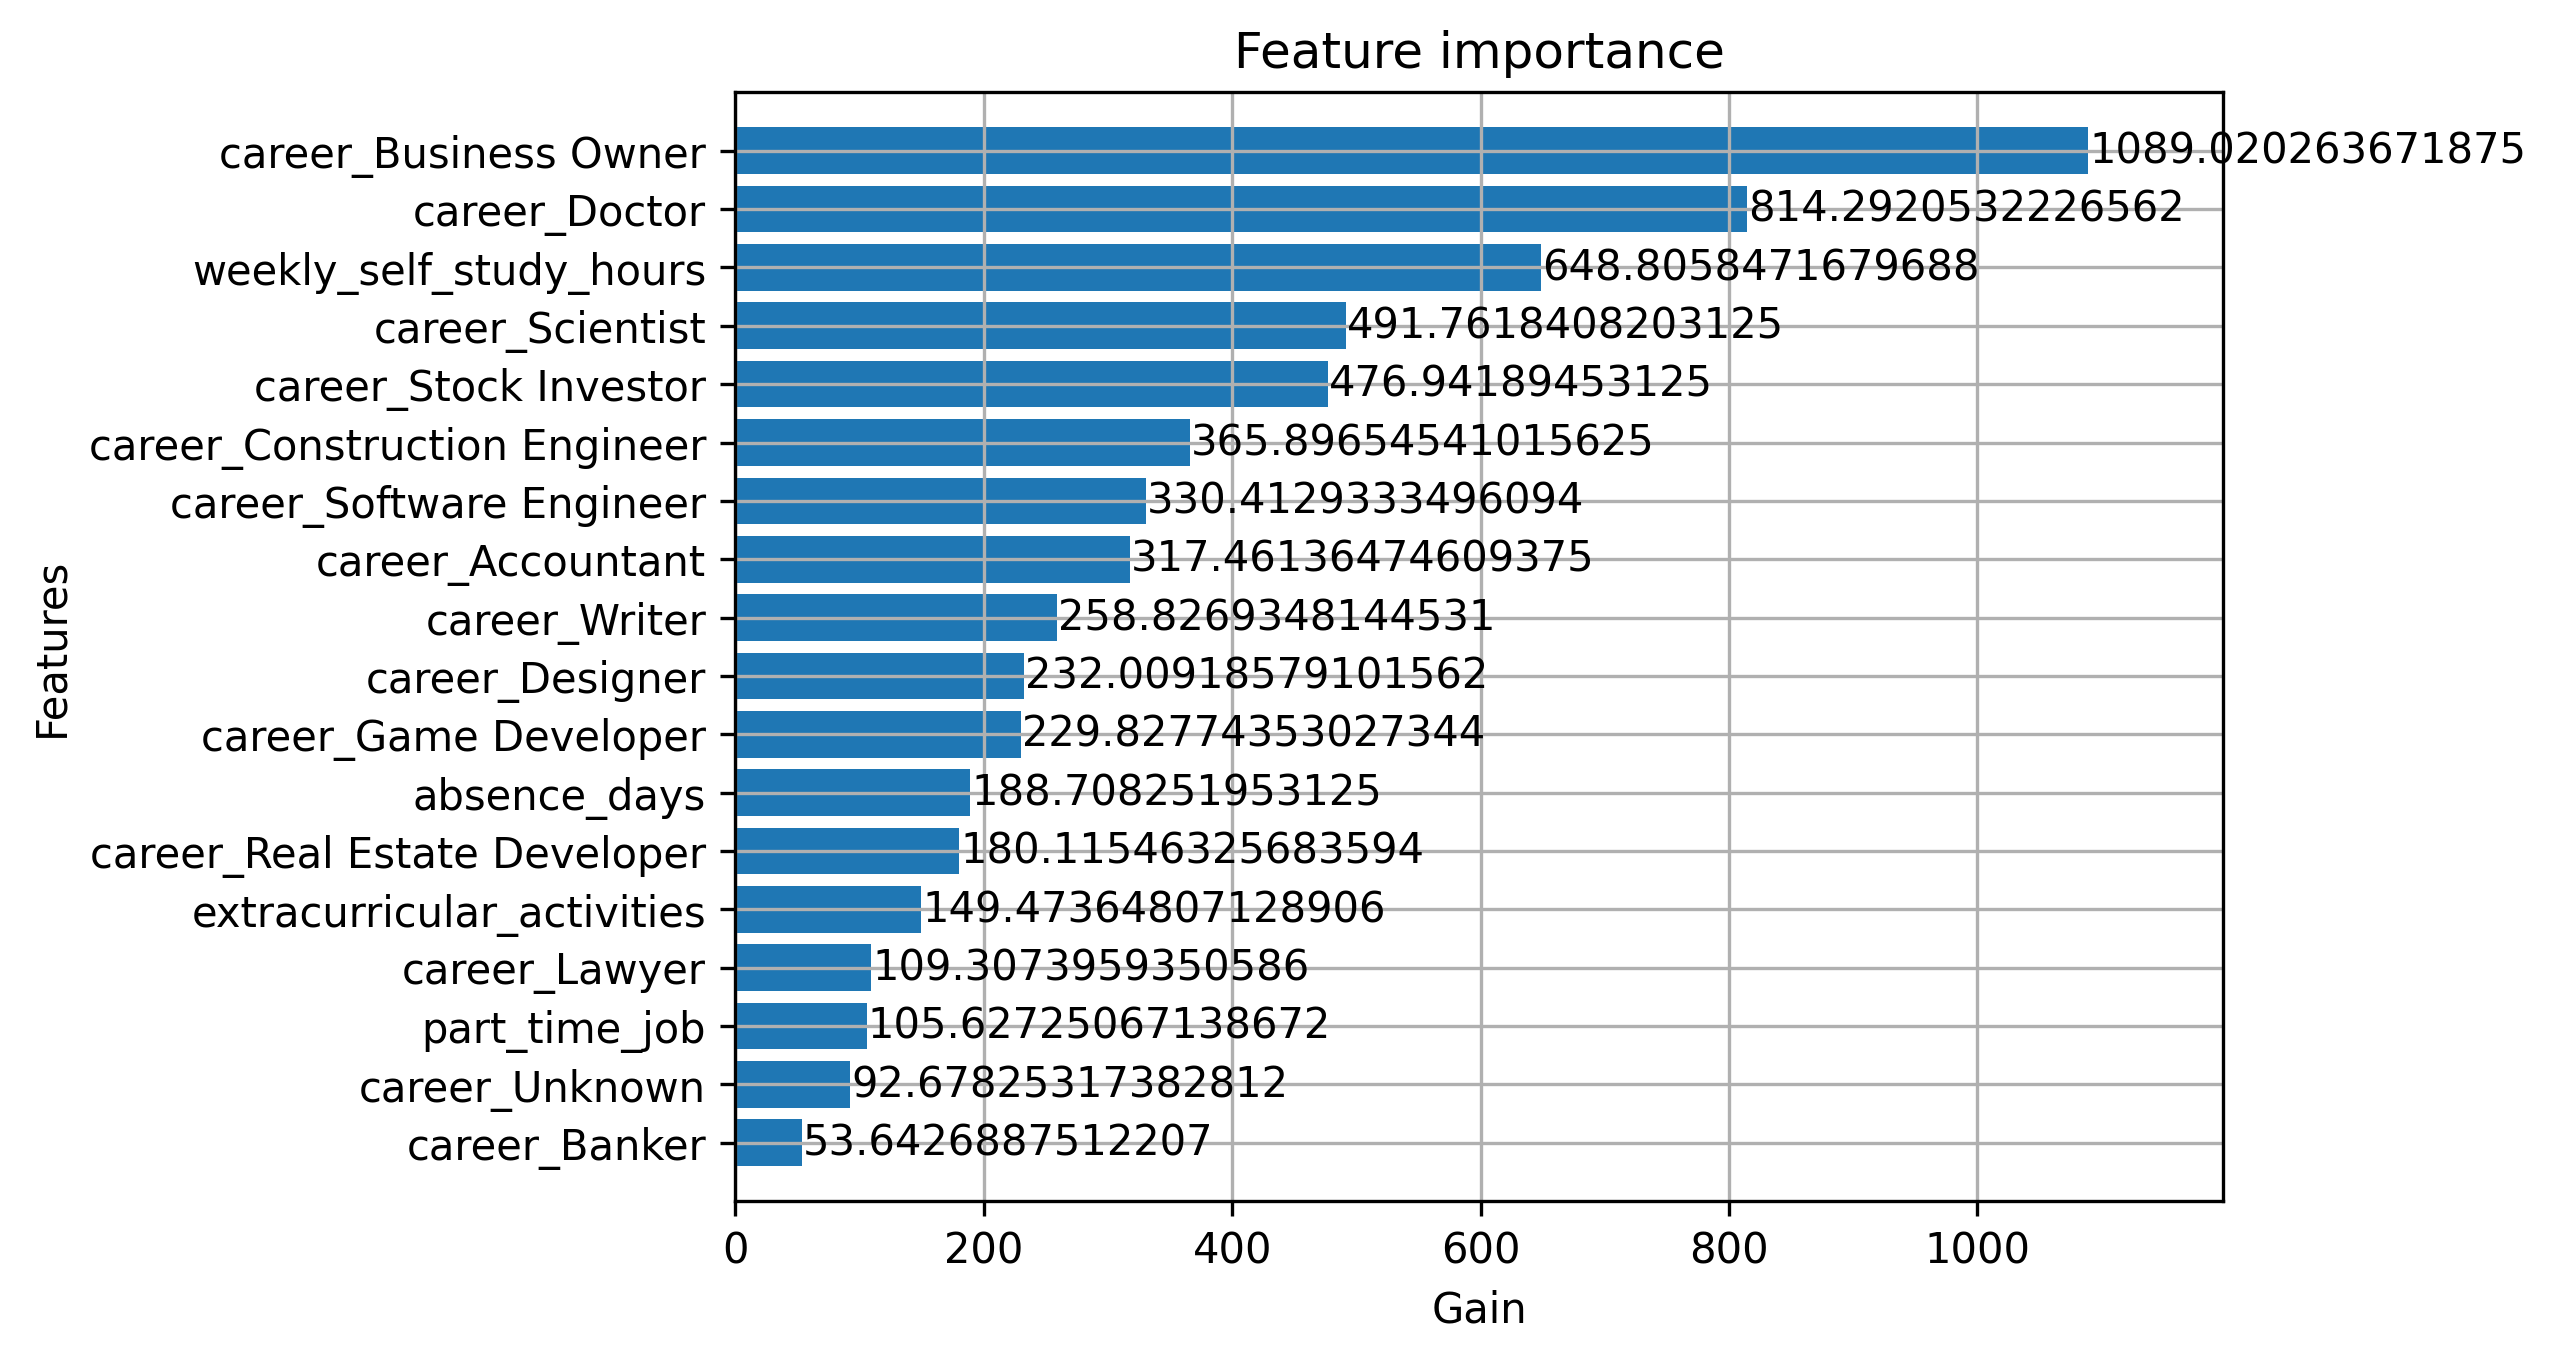 Feature importance
career_Business Owner 1089.020263671875
career_Doctor 814.2920532226562
weekly_self_study_hours 648.8058471679688
career_Scientist 491.7618408203125
career_Stock Investor 476.94189453125
career_Construction Engineer 365.89654541015625
career_Software Engineer 330.4129333496094
career_Accountant 317.46136474609375
career_Writer 258.8269348144531
career_Designer 232.00918579101562
career_Game Developer 229.82774353027344
absence_days 188.708251953125
career_Real Estate Developer 180.11546325683594
extracurricular_activities 149.47364807128906
career_Lawyer 109.3073959350586
part_time_job 105.62725067138672
career_Unknown 92.67825317382812
career_Banker 53.6426887512207
Features
0 200 400 600 800 1000
Gain